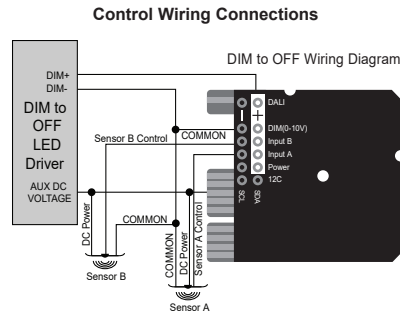 Control Wiring Connections
DIM to OFF Wiring Diagram
DIM+
DIM-
DIM to
OFF
LED
Driver
AUX DC
VOLTAGE
Sensor B Control
COMMON
DALI
DIM(0-10V)
Input B
Input A
Power
12C
SCL
SDA
DC Power
COMMON
COMMON
DC Power
Sensor A Control
Sensor B
Sensor A